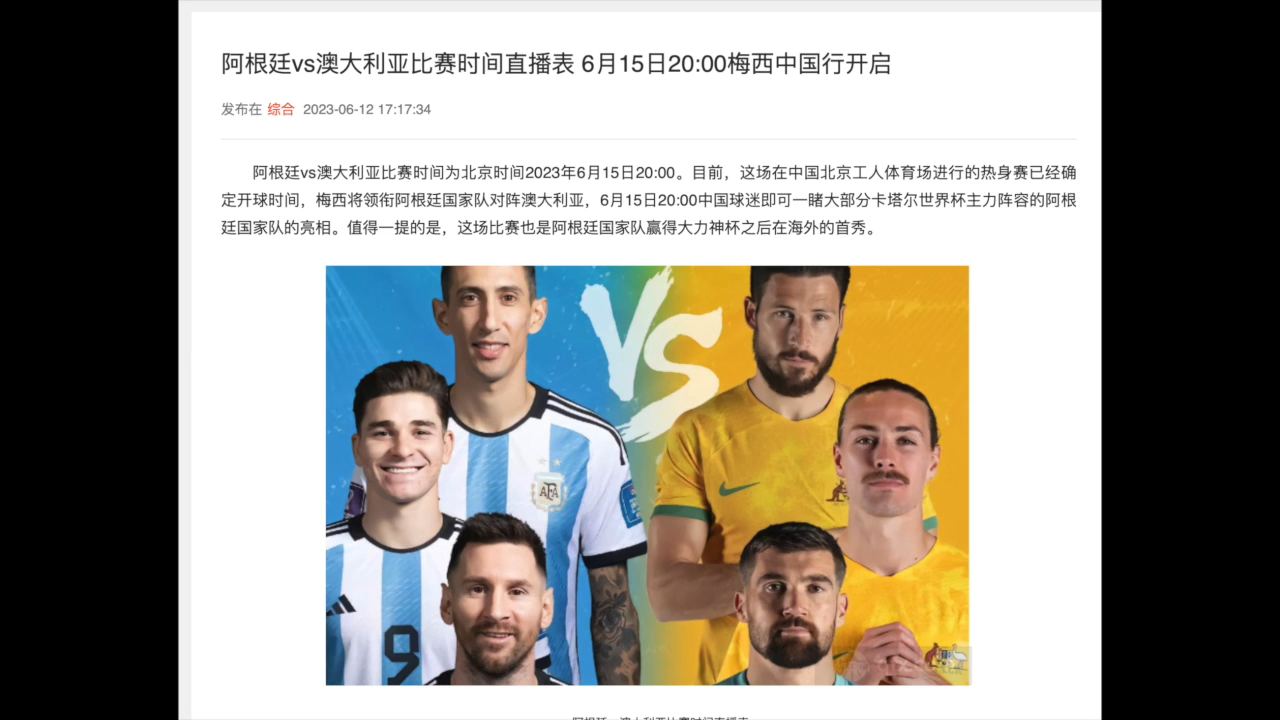 阿根廷vs澳大利亚比赛时间直播表 6月15日20:00梅西中国行开启
发布在 综合 2023-06-12 17:17:34
阿根廷vs澳大利亚比赛时间为北京时间2023年6月15日20:00。目前，这场在中国北京工人体育场进行的热身赛已经确
定开球时间，梅西将领衔阿根廷国家队对阵澳大利亚，6月15日20:00中国球迷即可一睹大部分卡塔尔世界杯主力阵容的阿根
廷国家队的亮相。值得一提的是，这场比赛也是阿根廷国家队赢得大力神杯之后在海外的首秀。
VS
AFA
9